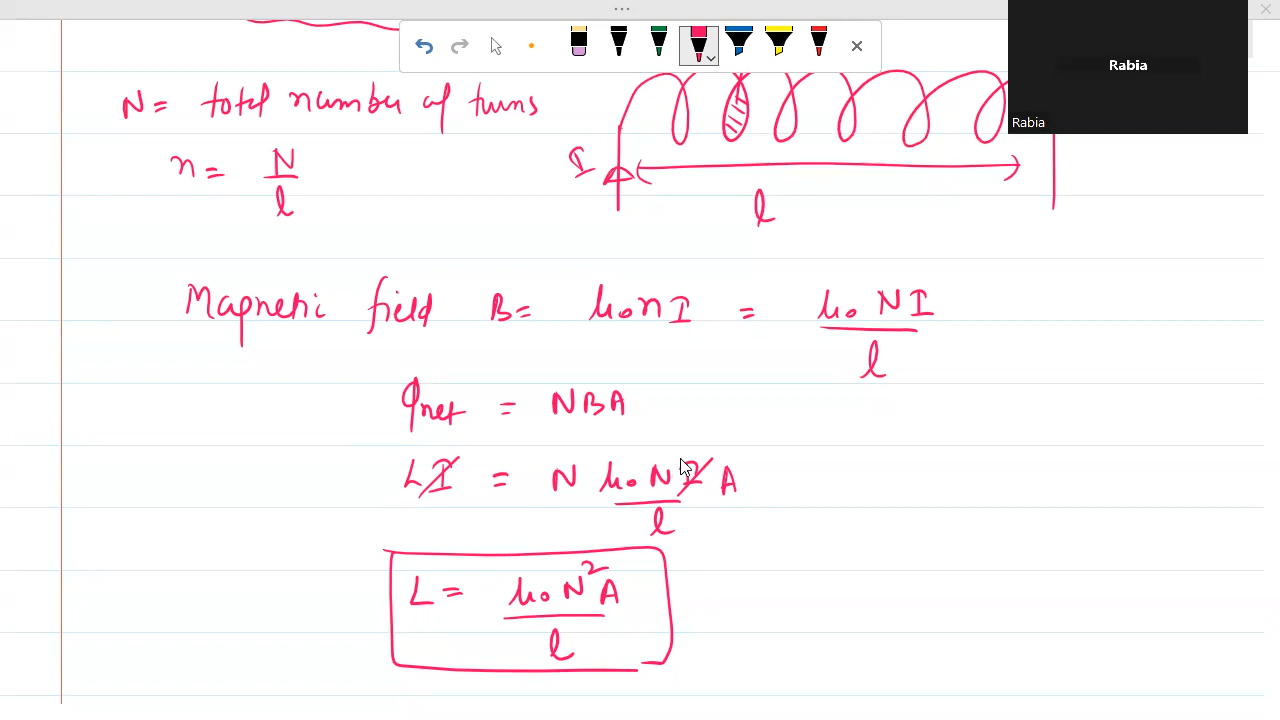 Rabia
Rabia
N = total number of turns
n = N/l
I
l
Magnetic field B = μ₀nI = μ₀NI/l
φnet = NBA
LI = N μ₀NI/l A
L = μ₀N²A/l